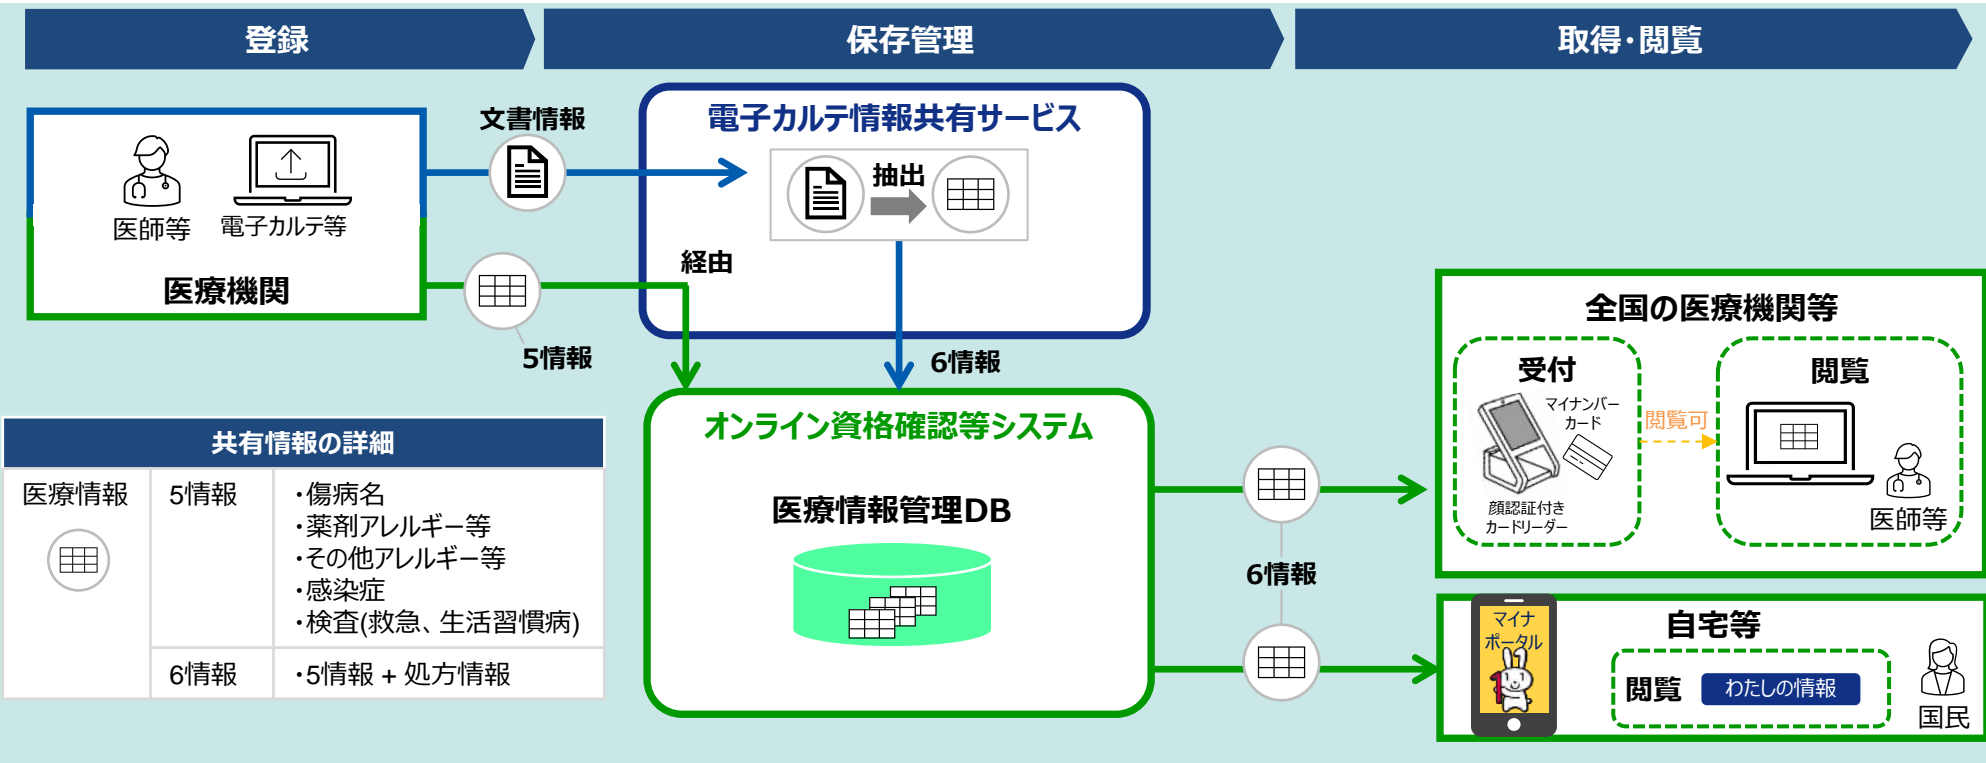 登録
保存管理
取得・閲覧
医師等
電子カルテ等
医療機関
文書情報
5情報
電子カルテ情報共有サービス
抽出
経由
6情報
オンライン資格確認等システム
医療情報管理DB
6情報
全国の医療機関等
受付
マイナンバー
カード
顔認証付き
カードリーダー
閲覧可
閲覧
医師等
マイナ
ポータル
自宅等
閲覧
わたしの情報
国民
共有情報の詳細
医療情報
5情報
・傷病名
・薬剤アレルギー等
・その他アレルギー等
・感染症
・検査(救急、生活習慣病)
6情報
・5情報 + 処方情報